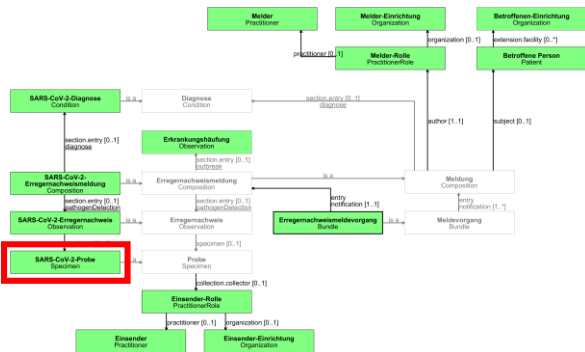 Melder
Practitioner
Melder-Einrichtung
Organization
Betroffenen-Einrichtung
Organization
practitioner [0..1]
organization [0..1]
extension.facility [0..*]
Melder-Rolle
PractitionerRole
Betroffene Person
Patient
SARS-CoV-2-Diagnose
Condition
is a
Diagnose
Condition
section.entry [0..1]
diagnose
author [1..1]
subject [0..1]
section.entry [0..1]
diagnose
Erkrankungshäufung
Observation
section.entry [0..1]
outbreak
SARS-CoV-2-
Erregernachweismeldung
Composition
is a
Erregernachweismeldung
Composition
is a
Meldung
Composition
section.entry [0..1]
pathogenDetection
section.entry [0..1]
pathogenDetection
entry
notification [1..1]
entry
notification [1..*]
SARS-CoV-2-Erregernachweis
Observation
is a
Erregernachweis
Observation
Erregernachweismeldevorgang
Bundle
is a
Meldevorgang
Bundle
specimen [0..1]
SARS-CoV-2-Probe
Specimen
a
Probe
Specimen
collection.collector [0..1]
Einsender-Rolle
PractitionerRole
practitioner [0..1]
organization [0..1]
Einsender
Practitioner
Einsender-Einrichtung
Organization